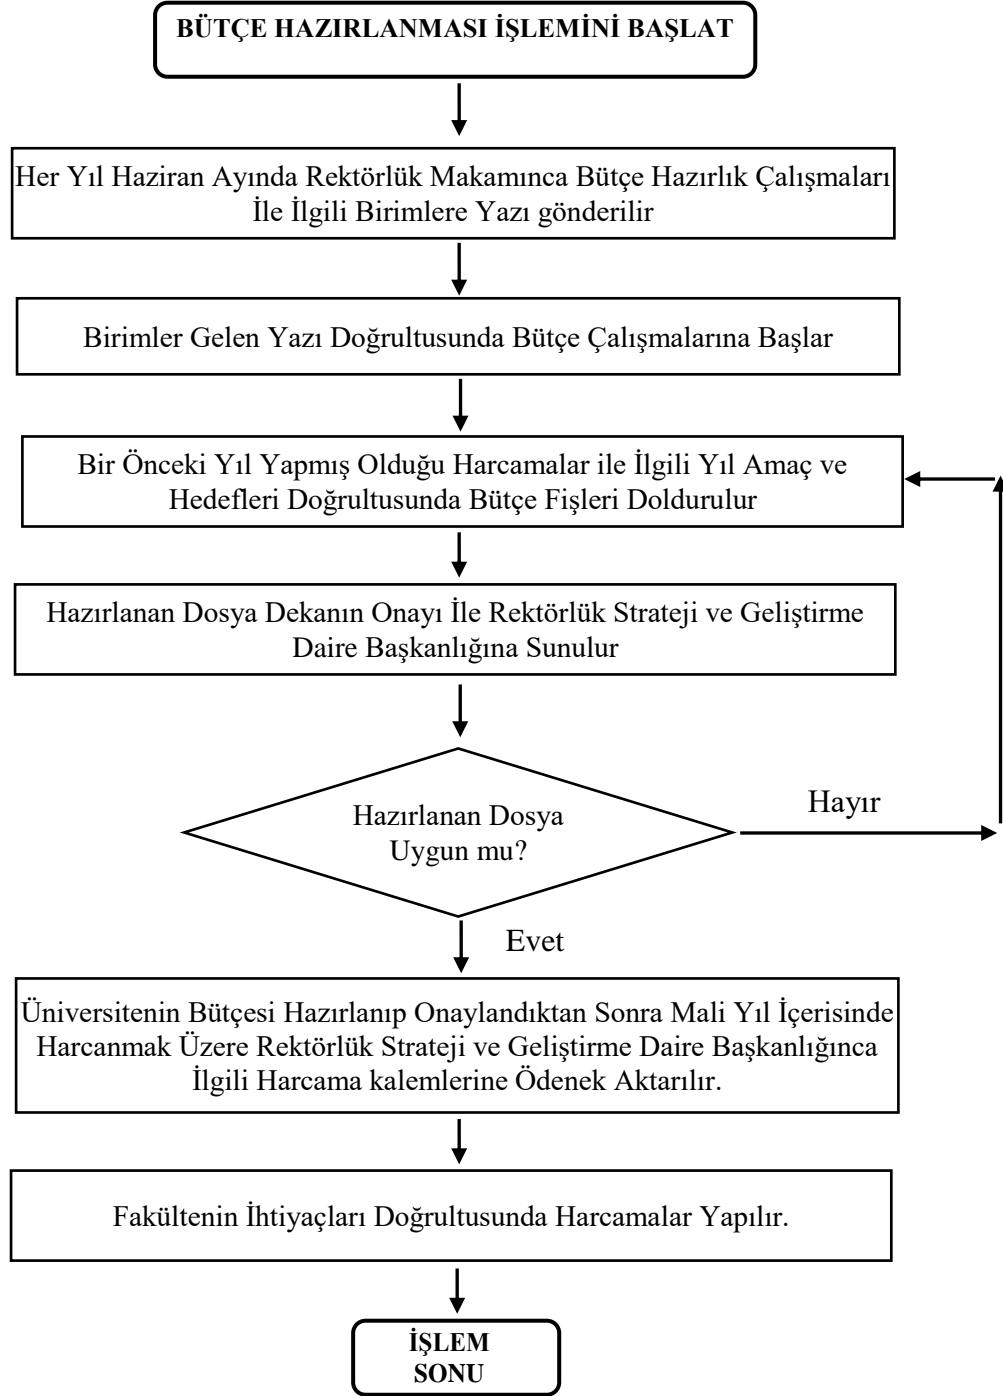 BÜTÇE HAZIRLANMASI İŞLEMİNİ BAŞLAT
Her Yıl Haziran Ayında Rektörlük Makamınca Bütçe Hazırlık Çalışmaları
İle İlgili Birimlere Yazı gönderilir
Birimler Gelen Yazı Doğrultusunda Bütçe Çalışmalarına Başlar
Bir Önceki Yıl Yapmış Olduğu Harcamalar ile İlgili Yıl Amaç ve
Hedefleri Doğrultusunda Bütçe Fişleri Doldurulur
Hazırlanan Dosya Dekanın Onayı İle Rektörlük Strateji ve Geliştirme
Daire Başkanlığına Sunulur
Hazırlanan Dosya
Uygun mu?
Hayır
Evet
Üniversitenin Bütçesi Hazırlanıp Onaylandıktan Sonra Mali Yıl İçerisinde
Harcanmak Üzere Rektörlük Strateji ve Geliştirme Daire Başkanlığınca
İlgili Harcama kalemlerine Ödenek Aktarılır.
Fakültenin İhtiyaçları Doğrultusunda Harcamalar Yapılır.
İŞLEM
SONU